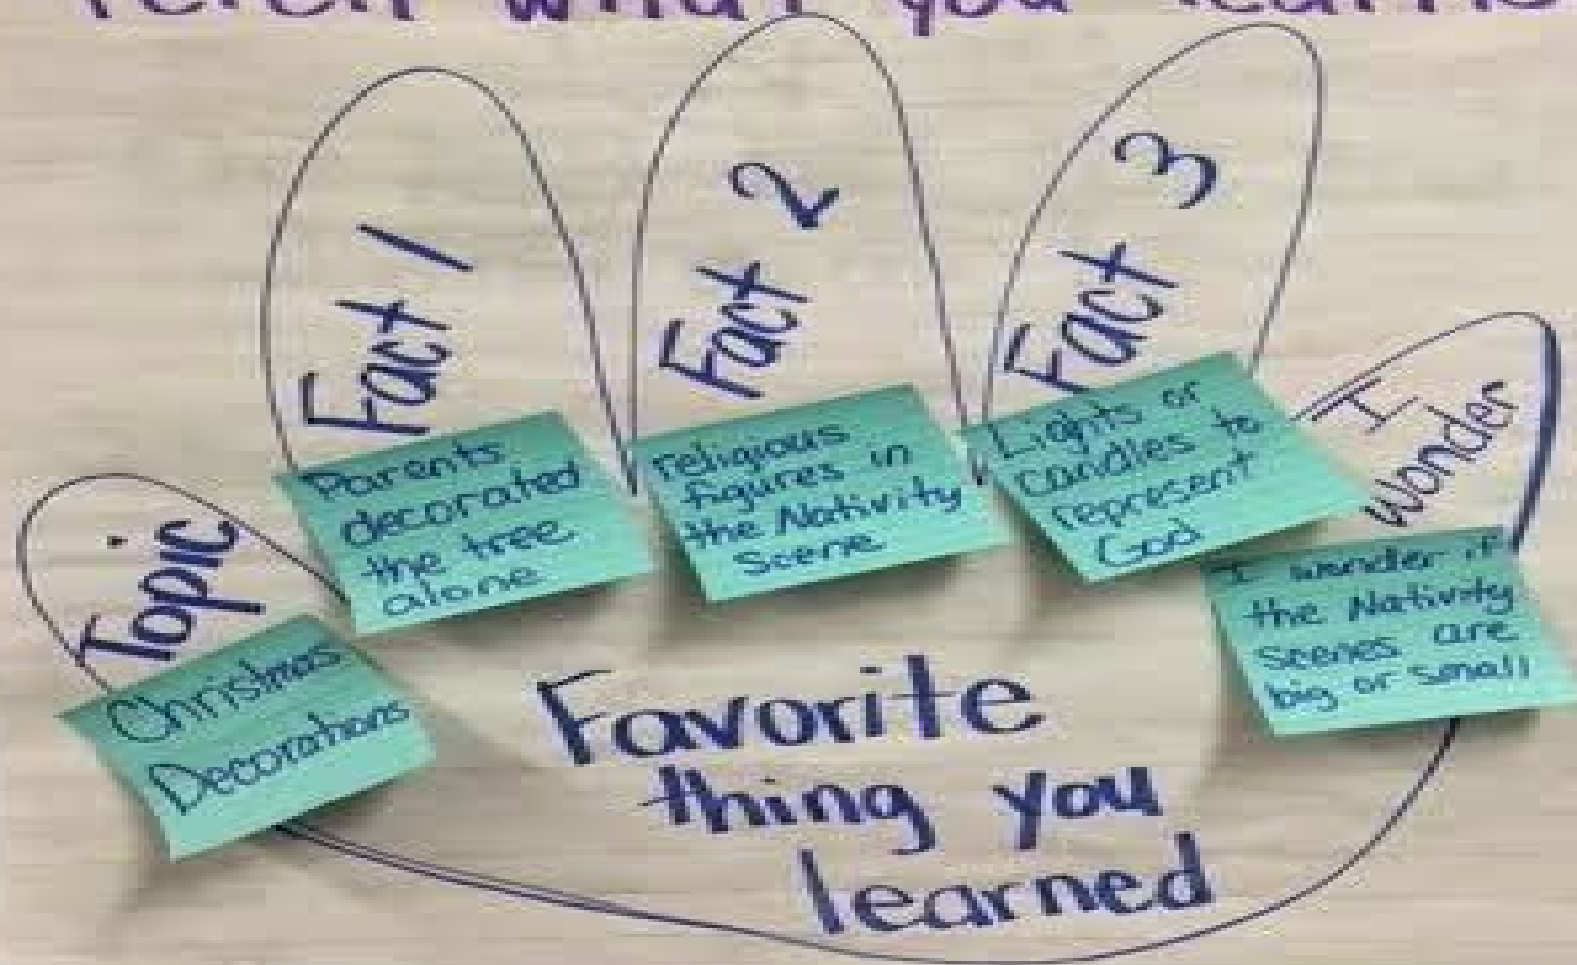 what you
Fact 1
Fact 2
Fact 3
I
wonder
Topic
Parents
decorated
the tree
alone
religious
figures in
the Nativity
Scene
Lights or
candles to
represent
God
I wonder if
the Nativity
scenes are
big or small
Christmas
Decorations
Favorite
thing you
learned